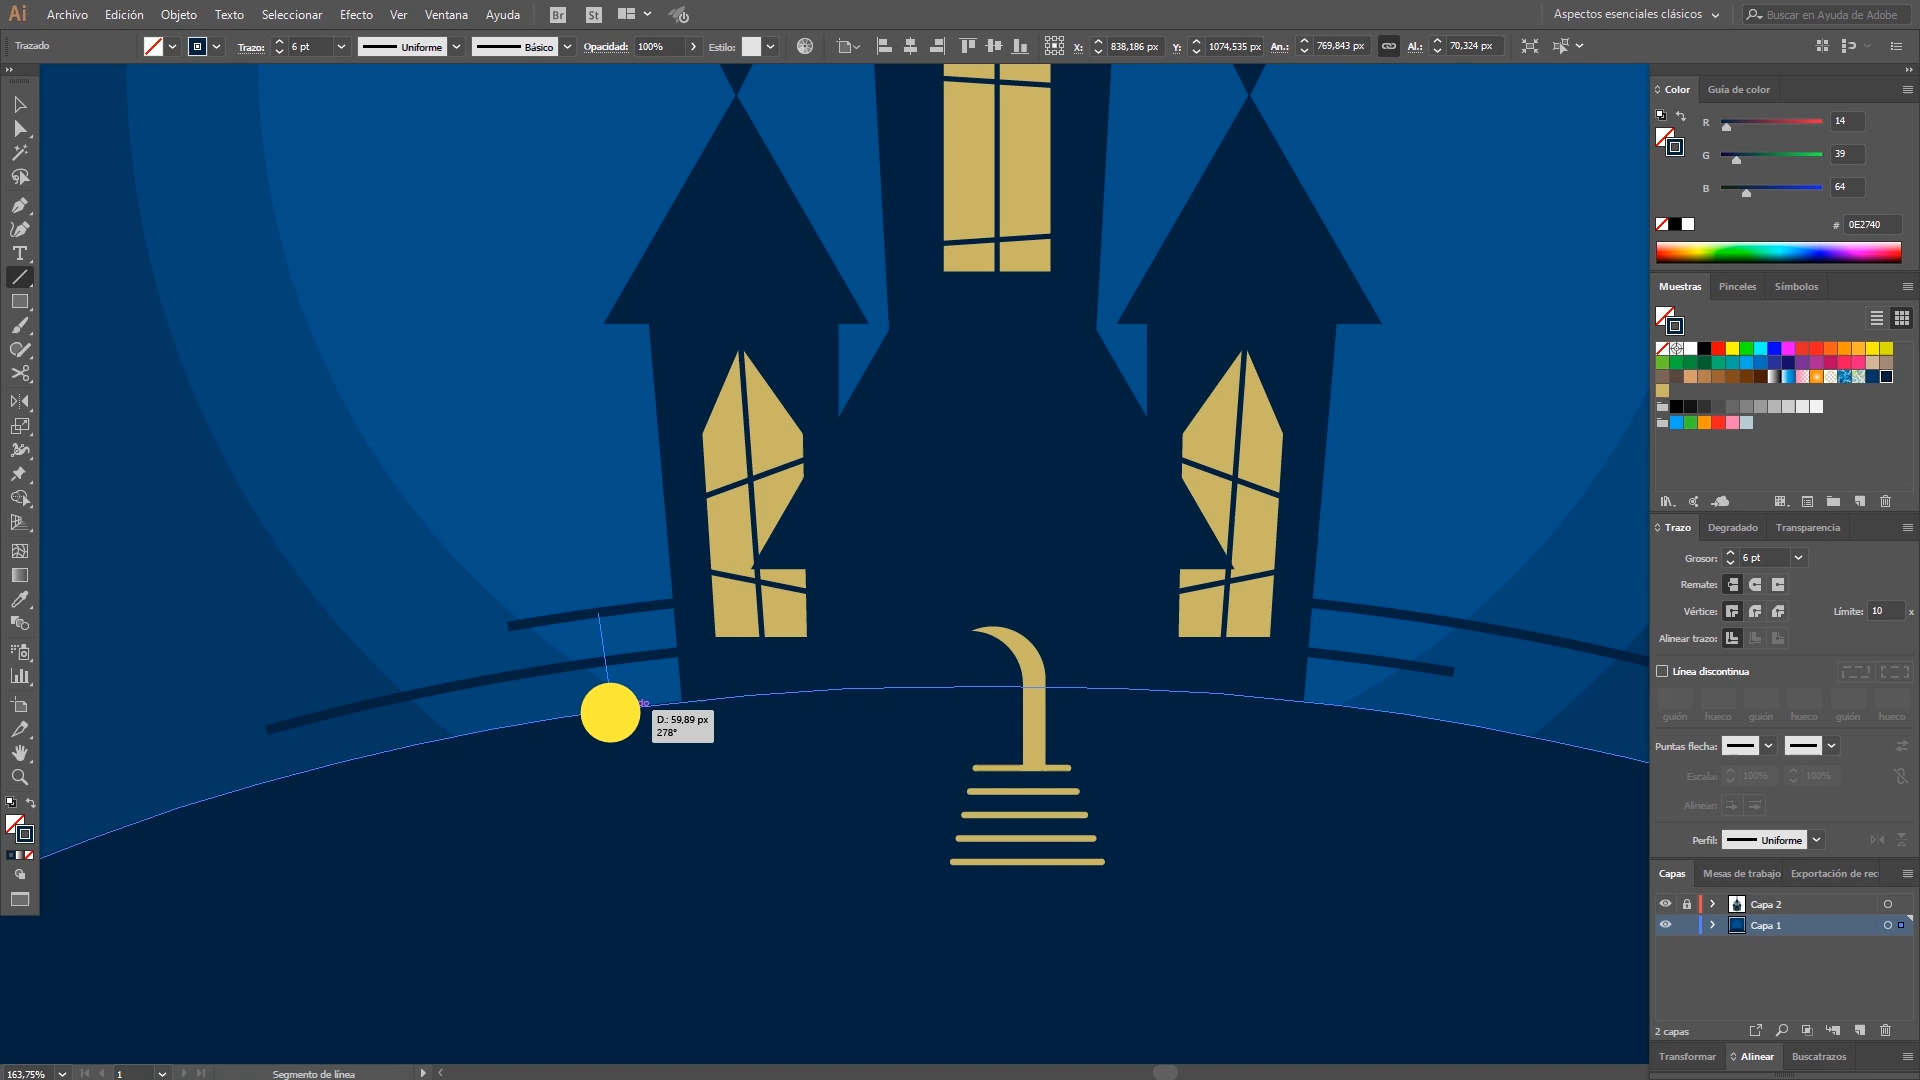 Ai Archivo Edición Objeto Texto Seleccionar Efecto Ver Ventana Ayuda Br St Aspectos esenciales clásicos Buscar en Ayuda de Adobe
Trazado Trazo: 6 pt Uniforme Básico Opacidad: 100% Estilo: X: 838,186 px Y: 1074,535 px An.: 769,843 px Al.: 70,324 px
Color Guía de color
R 14
G 39
B 64
# 0E2740
Muestras Pinceles Símbolos
Trazo Degradado Transparencia
Grosor: 6 pt
Remate:
Vértice: Límite: 10 x
Alinear trazo:
Línea discontinua
guión hueco guión hueco guión hueco
Puntas flecha:
Escala: 100% 100%
Alinear:
Perfil: Uniforme
D.: 59,89 px
278°
Capas Mesas de trabajo Exportación de rec
Capa 2
Capa 1
2 capas
Transformar Alinear Buscatrazos
163,75% 1 Segmento de línea